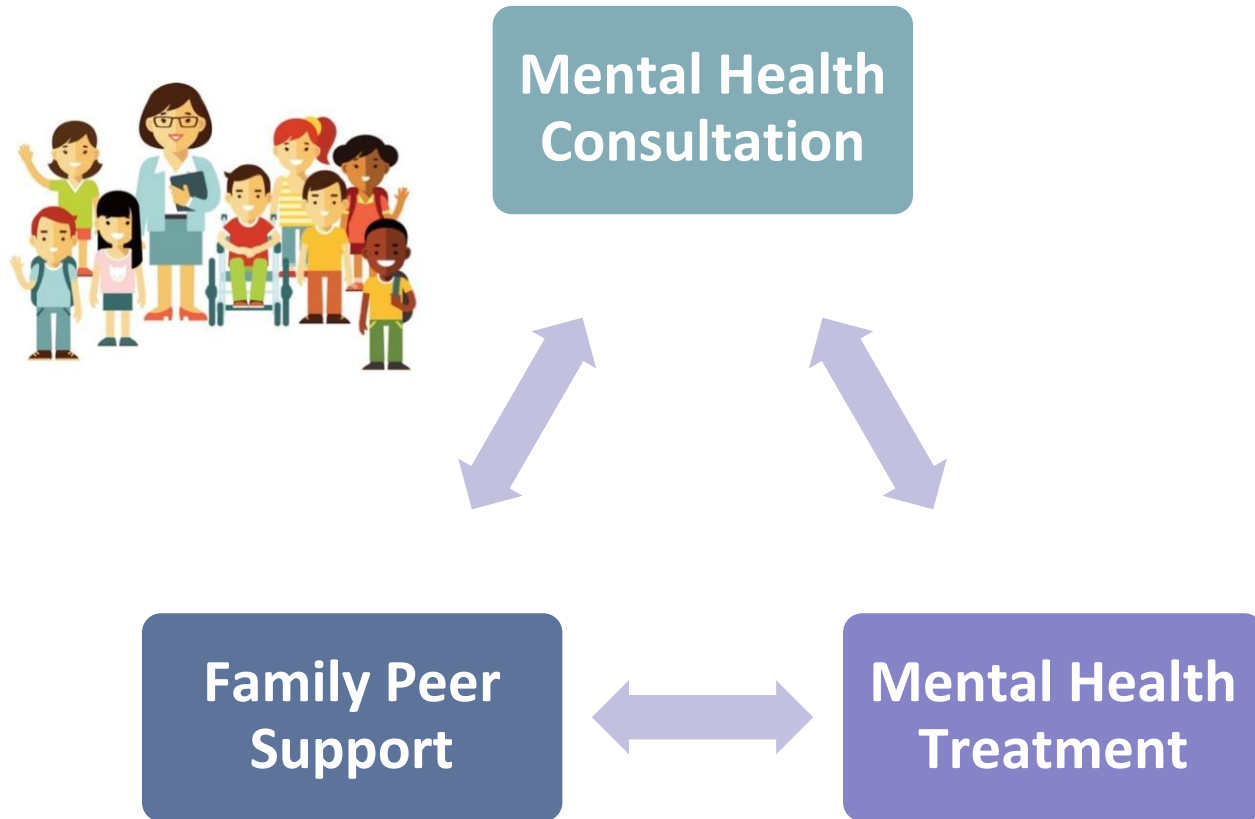 Mental Health
Consultation
Family Peer
Support
Mental Health
Treatment